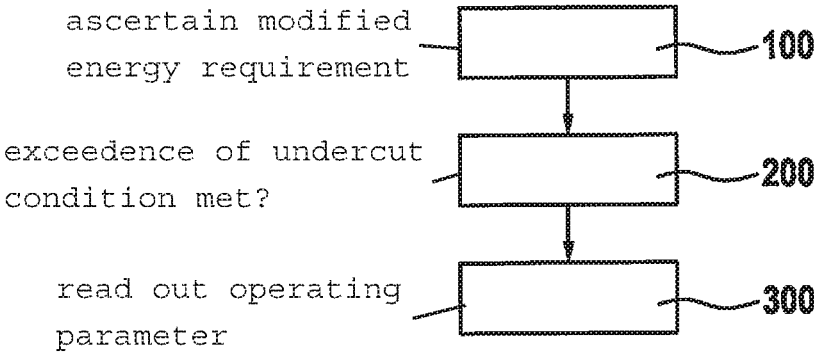 ascertain modified
energy requirement
100
exceedence of undercut
condition met?
200
read out operating
parameter
300